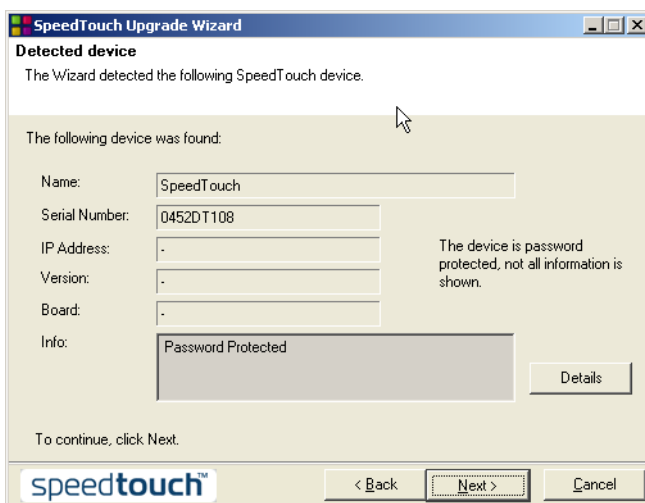 SpeedTouch Upgrade Wizard
Detected device
The Wizard detected the following SpeedTouch device.
The following device was found:
Name: SpeedTouch
Serial Number: 0452DT108
IP Address: -
Version: -
Board: -
The device is password
protected, not all information is
shown.
Info: Password Protected
Details
To continue, click Next.
speedtouch™
< Back Next > Cancel